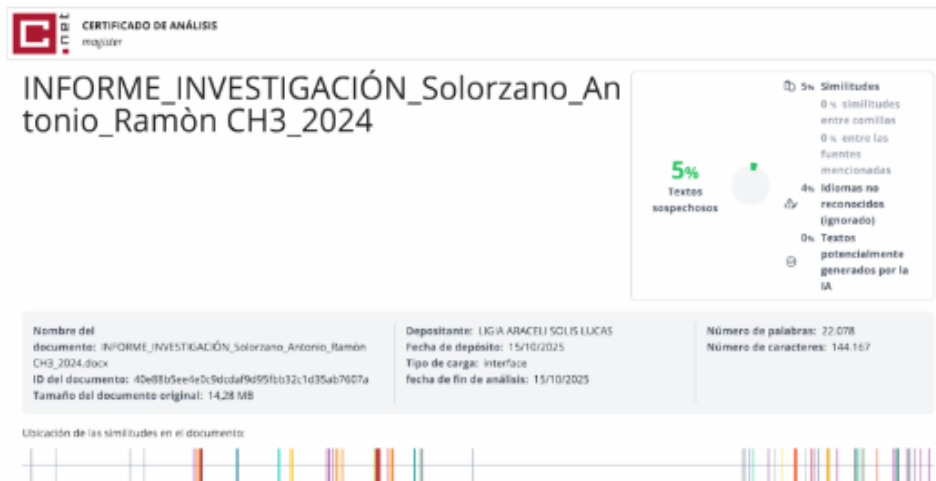 .net
CERTIFICADO DE ANÁLISIS
magister
INFORME_INVESTIGACIÓN_Solorzano_An
tonio_Ramòn CH3_2024
5%
Textos
sospechosos
5% Similitudes
0 % similitudes
entre comillas
0 % entre las
fuentes
mencionadas
4% Idiomas no
reconocidos
(ignorado)
0% Textos
potencialmente
generados por la
IA
Nombre del
documento: INFORME_INVESTIGACIÓN_Solorzano_Antonio_Ramòn
CH3_2024.docx
ID del documento: 
Tamaño del documento original: 14,28 MB
Depositante: LIGIA ARACELI SOLIS LUCAS
Fecha de depósito: 15/10/2025
Tipo de carga: interface
fecha de fin de análisis: 15/10/2025
Número de palabras: 22.078
Número de caracteres: 144.167
Ubicación de las similitudes en el documento: